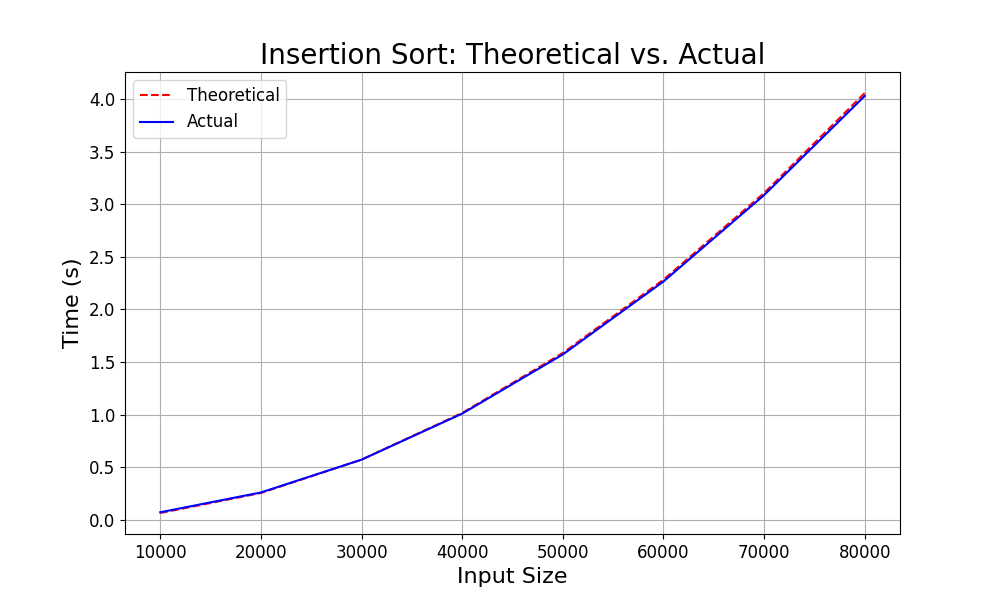 Insertion Sort: Theoretical vs. Actual
Theoretical
Actual
Time (s)
4.0
3.5
3.0
2.5
2.0
1.5
1.0
0.5
0.0
10000 20000 30000 40000 50000 60000 70000 80000
Input Size